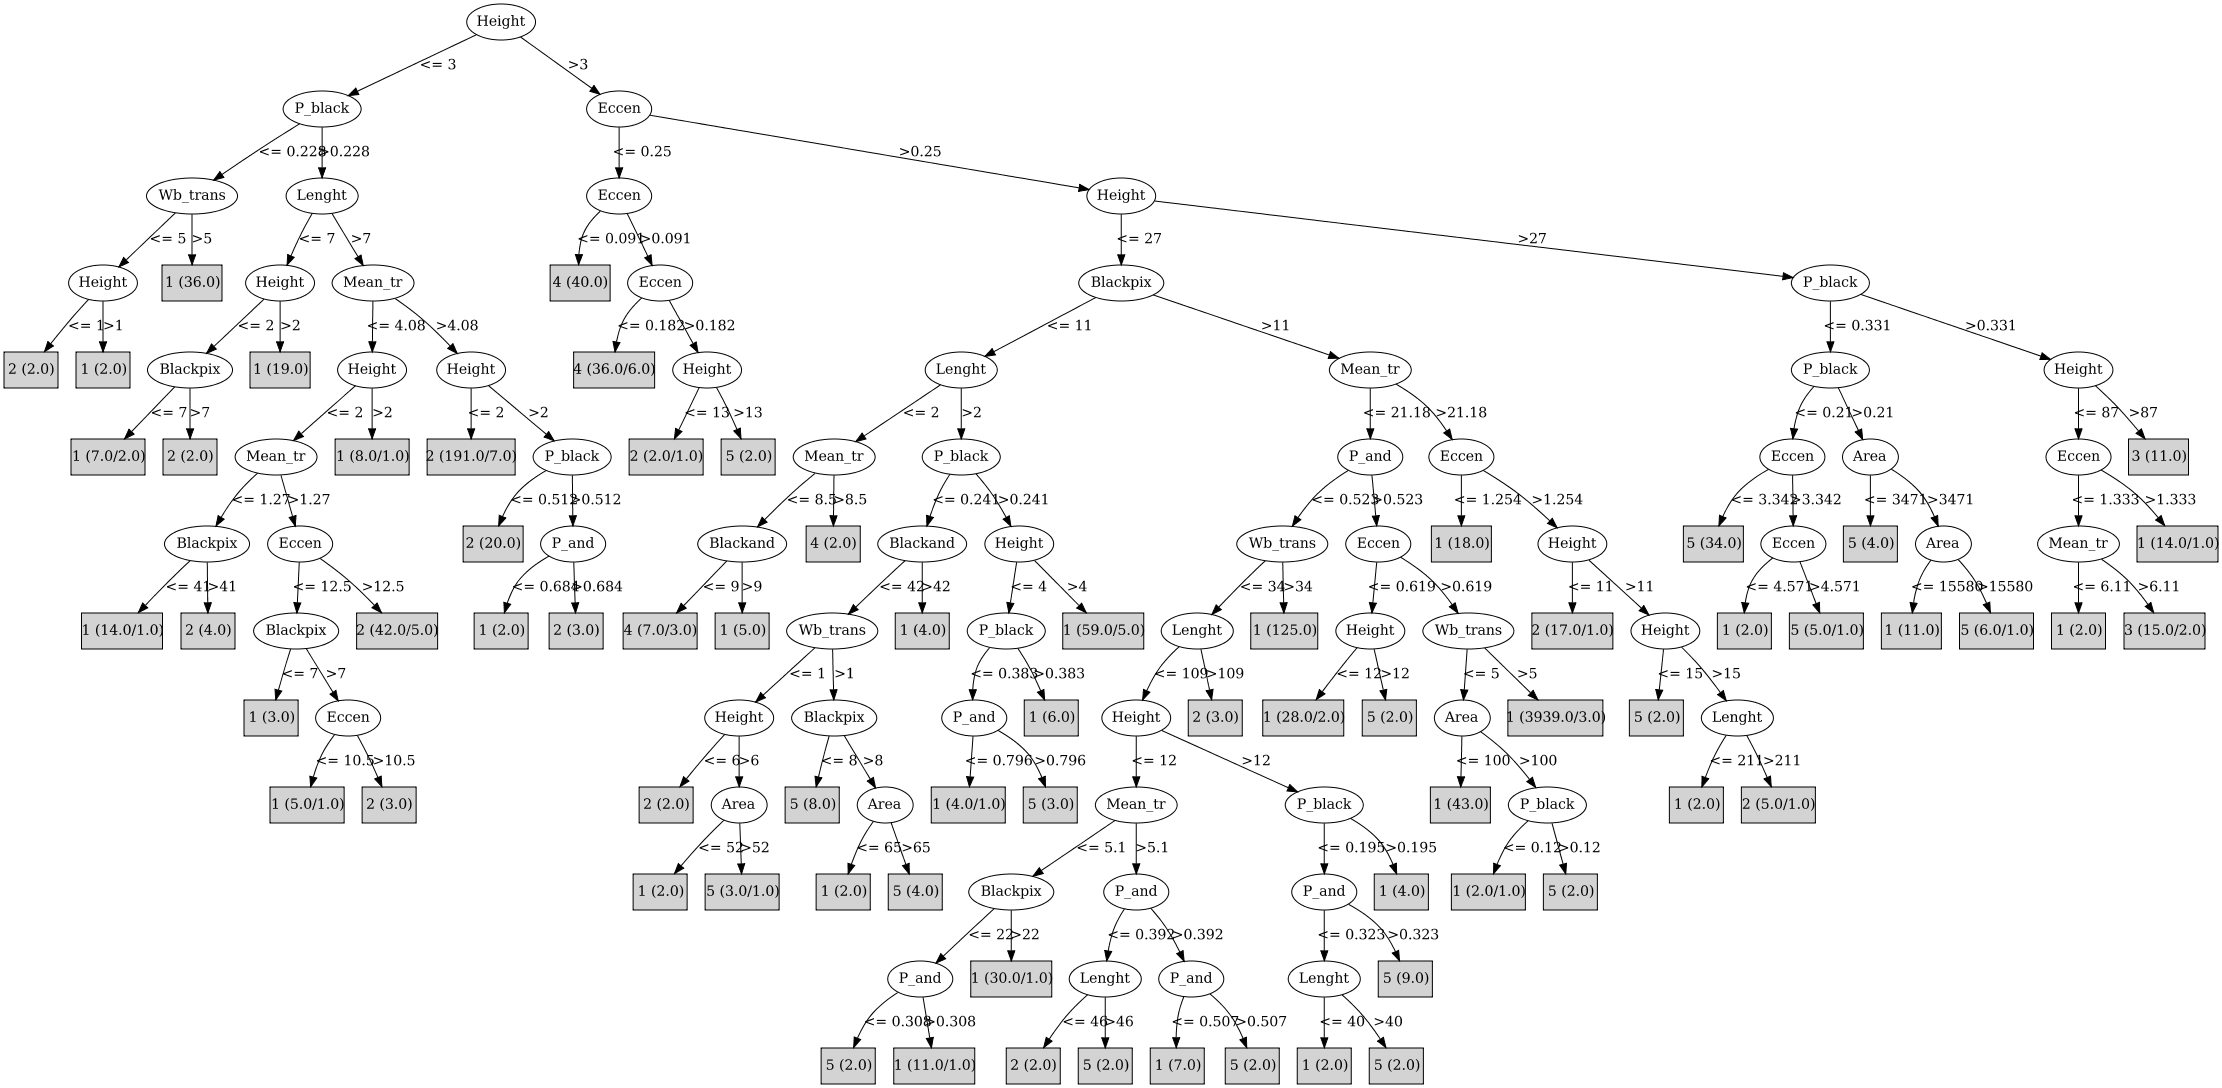 Height
<= 3 >3
P_black Eccen
<= 0.228 >0.228 <= 0.25 >0.25
Wb_trans Lenght Eccen Height
<= 5 >5 <= 7 >7 <= 0.091 >0.091 <= 27 >27
Height 1 (36.0) Height Mean_tr 4 (40.0) Eccen Blackpix P_black
<= 1 >1 <= 2 >2 <= 4.08 >4.08 <= 0.182 >0.182 <= 11 >11 <= 0.331 >0.331
2 (2.0) 1 (2.0) Blackpix 1 (19.0) Height Height 4 (36.0/6.0) Height Lenght Mean_tr P_black Height
<= 7 >7 <= 2 >2 <= 2 >2 <= 13 >13 <= 2 >2 <= 21.18 >21.18 <= 0.21 >0.21 <= 87 >87
1 (7.0/2.0) 2 (2.0) Mean_tr 1 (8.0/1.0) 2 (191.0/7.0) P_black 2 (2.0/1.0) 5 (2.0) Mean_tr P_black P_and Eccen Eccen Area Eccen 3 (11.0)
<= 1.27 >1.27 <= 0.512 >0.512 <= 8.5 >8.5 <= 0.241 >0.241 <= 0.523 >0.523 <= 1.254 >1.254 <= 3.342 >3.342 <= 3471 >3471 <= 1.333 >1.333
Blackpix Eccen 2 (20.0) P_and Blackand 4 (2.0) Blackand Height Wb_trans Eccen 1 (18.0) Height 5 (34.0) Eccen 5 (4.0) Area Mean_tr 1 (14.0/1.0)
<= 41 >41 <= 12.5 >12.5 <= 0.684 >0.684 <= 9 >9 <= 42 >42 <= 4 >4 <= 34 >34 <= 0.619 >0.619 <= 11 >11 <= 4.571 >4.571 <= 15580 >15580 <= 6.11 >6.11
1 (14.0/1.0) 2 (4.0) Blackpix 2 (42.0/5.0) 1 (2.0) 2 (3.0) 4 (7.0/3.0) 1 (5.0) Wb_trans 1 (4.0) P_black 1 (59.0/5.0) Lenght 1 (125.0) Height Wb_trans 2 (17.0/1.0) Height 1 (2.0) 5 (5.0/1.0) 1 (11.0) 5 (6.0/1.0) 1 (2.0) 3 (15.0/2.0)
<= 7 >7 <= 1 >1 <= 0.383 >0.383 <= 109 >109 <= 12 >12 <= 5 >5 <= 15 >15
1 (3.0) Eccen Height Blackpix P_and 1 (6.0) Height 2 (3.0) 1 (28.0/2.0) 5 (2.0) Area 1 (3939.0/3.0) 5 (2.0) Lenght
<= 10.5 >10.5 <= 6 >6 <= 8 >8 <= 0.796 >0.796 <= 12 >12 <= 100 >100 <= 211 >211
1 (5.0/1.0) 2 (3.0) 2 (2.0) Area 5 (8.0) Area 1 (4.0/1.0) 5 (3.0) Mean_tr P_black 1 (43.0) P_black 1 (2.0) 2 (5.0/1.0)
<= 52 >52 <= 65 >65 <= 5.1 >5.1 <= 0.195 >0.195 <= 0.12 >0.12
1 (2.0) 5 (3.0/1.0) 1 (2.0) 5 (4.0) Blackpix P_and P_and 1 (4.0) 1 (2.0/1.0) 5 (2.0)
<= 22 >22 <= 0.392 >0.392 <= 0.323 >0.323
P_and 1 (30.0/1.0) Lenght P_and Lenght 5 (9.0)
<= 0.308 >0.308 <= 46 >46 <= 0.507 >0.507 <= 40 >40
5 (2.0) 1 (11.0/1.0) 2 (2.0) 5 (2.0) 1 (7.0) 5 (2.0) 1 (2.0) 5 (2.0)